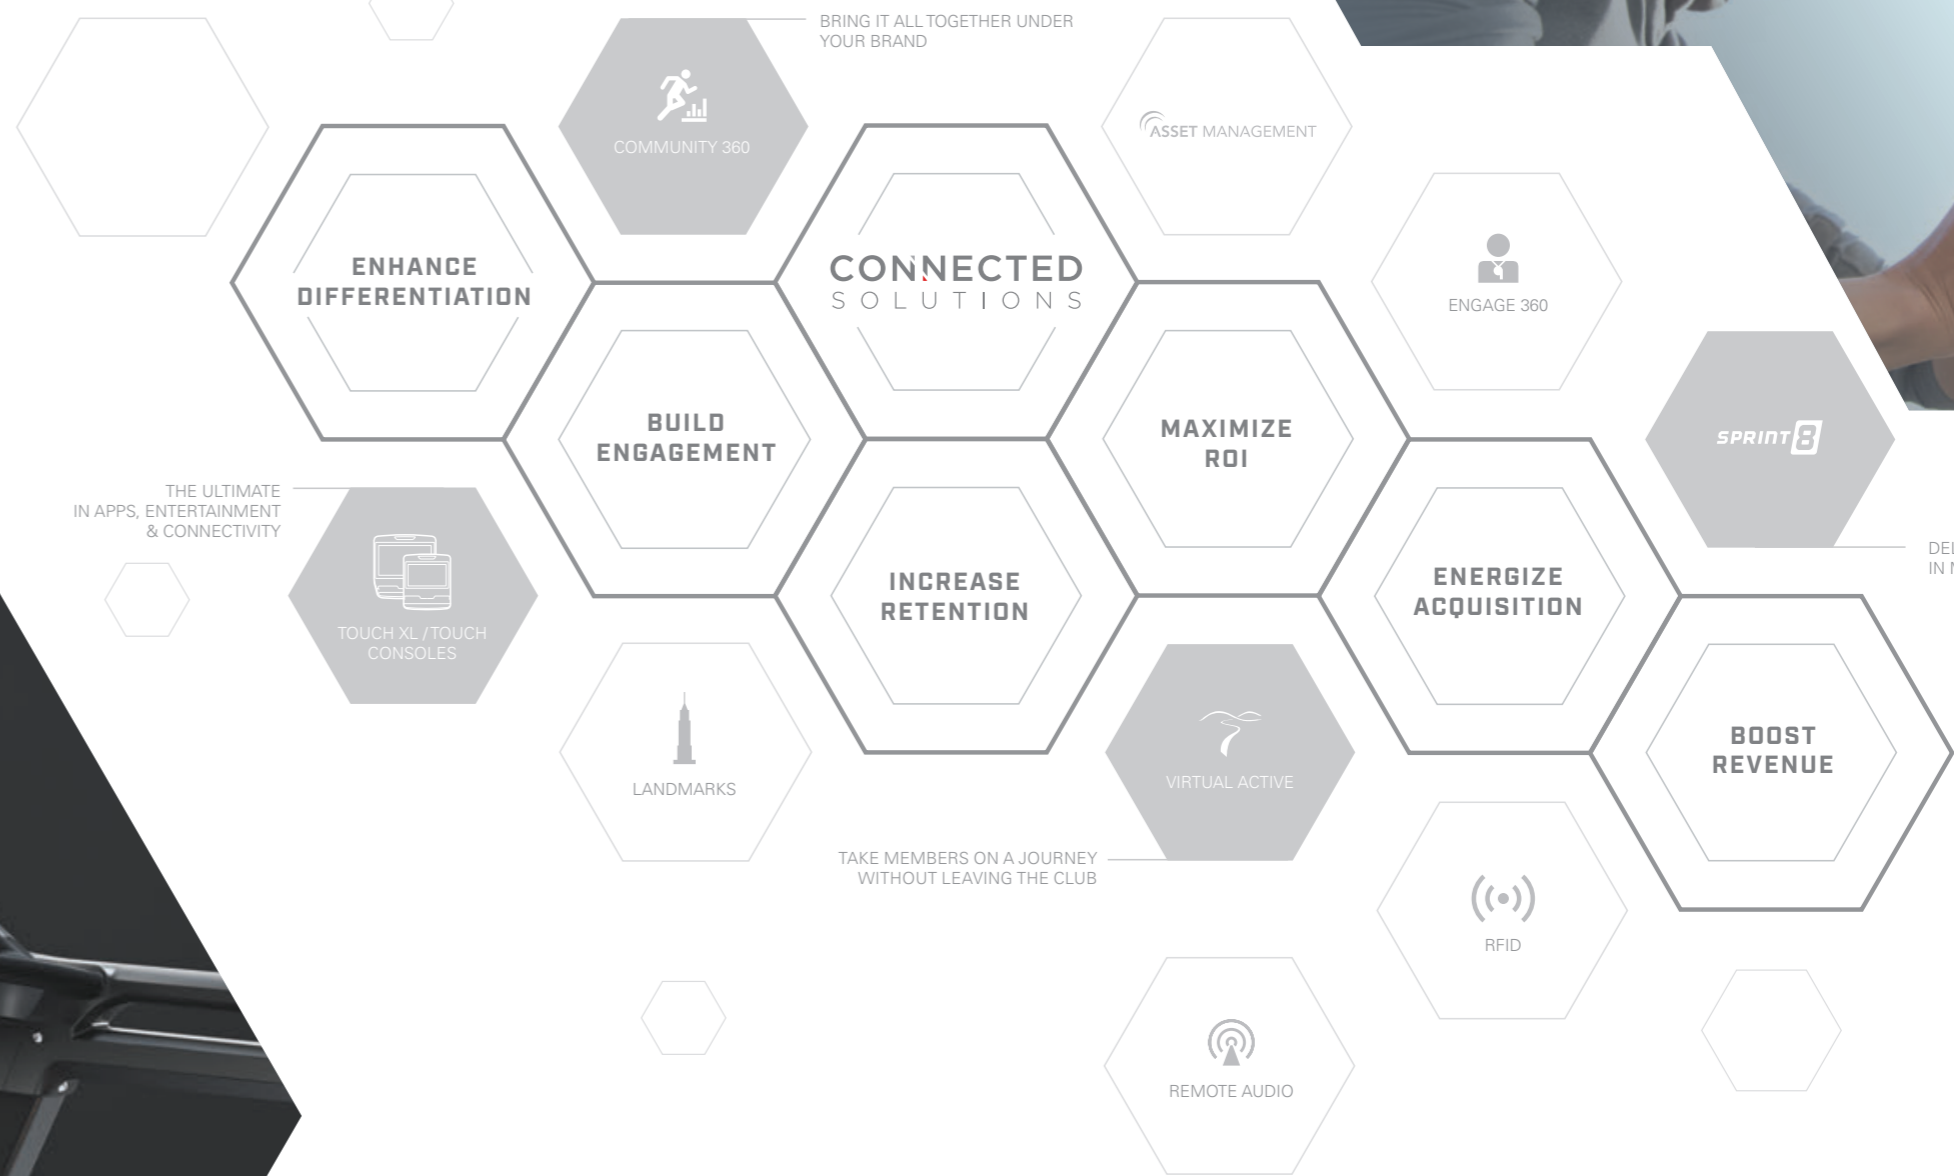 BRING IT ALL TOGETHER UNDER
YOUR BRAND
COMMUNITY 360
ASSET MANAGEMENT
ENHANCE
DIFFERENTIATION
CONNECTED
SOLUTIONS
ENGAGE 360
BUILD
ENGAGEMENT
MAXIMIZE
ROI
SPRINT 8
THE ULTIMATE
IN APPS, ENTERTAINMENT
& CONNECTIVITY
TOUCH XL / TOUCH
CONSOLES
INCREASE
RETENTION
ENERGIZE
ACQUISITION
IN
LANDMARKS
VIRTUAL ACTIVE
BOOST
REVENUE
TAKE MEMBERS ON A JOURNEY
WITHOUT LEAVING THE CLUB
RFID
REMOTE AUDIO